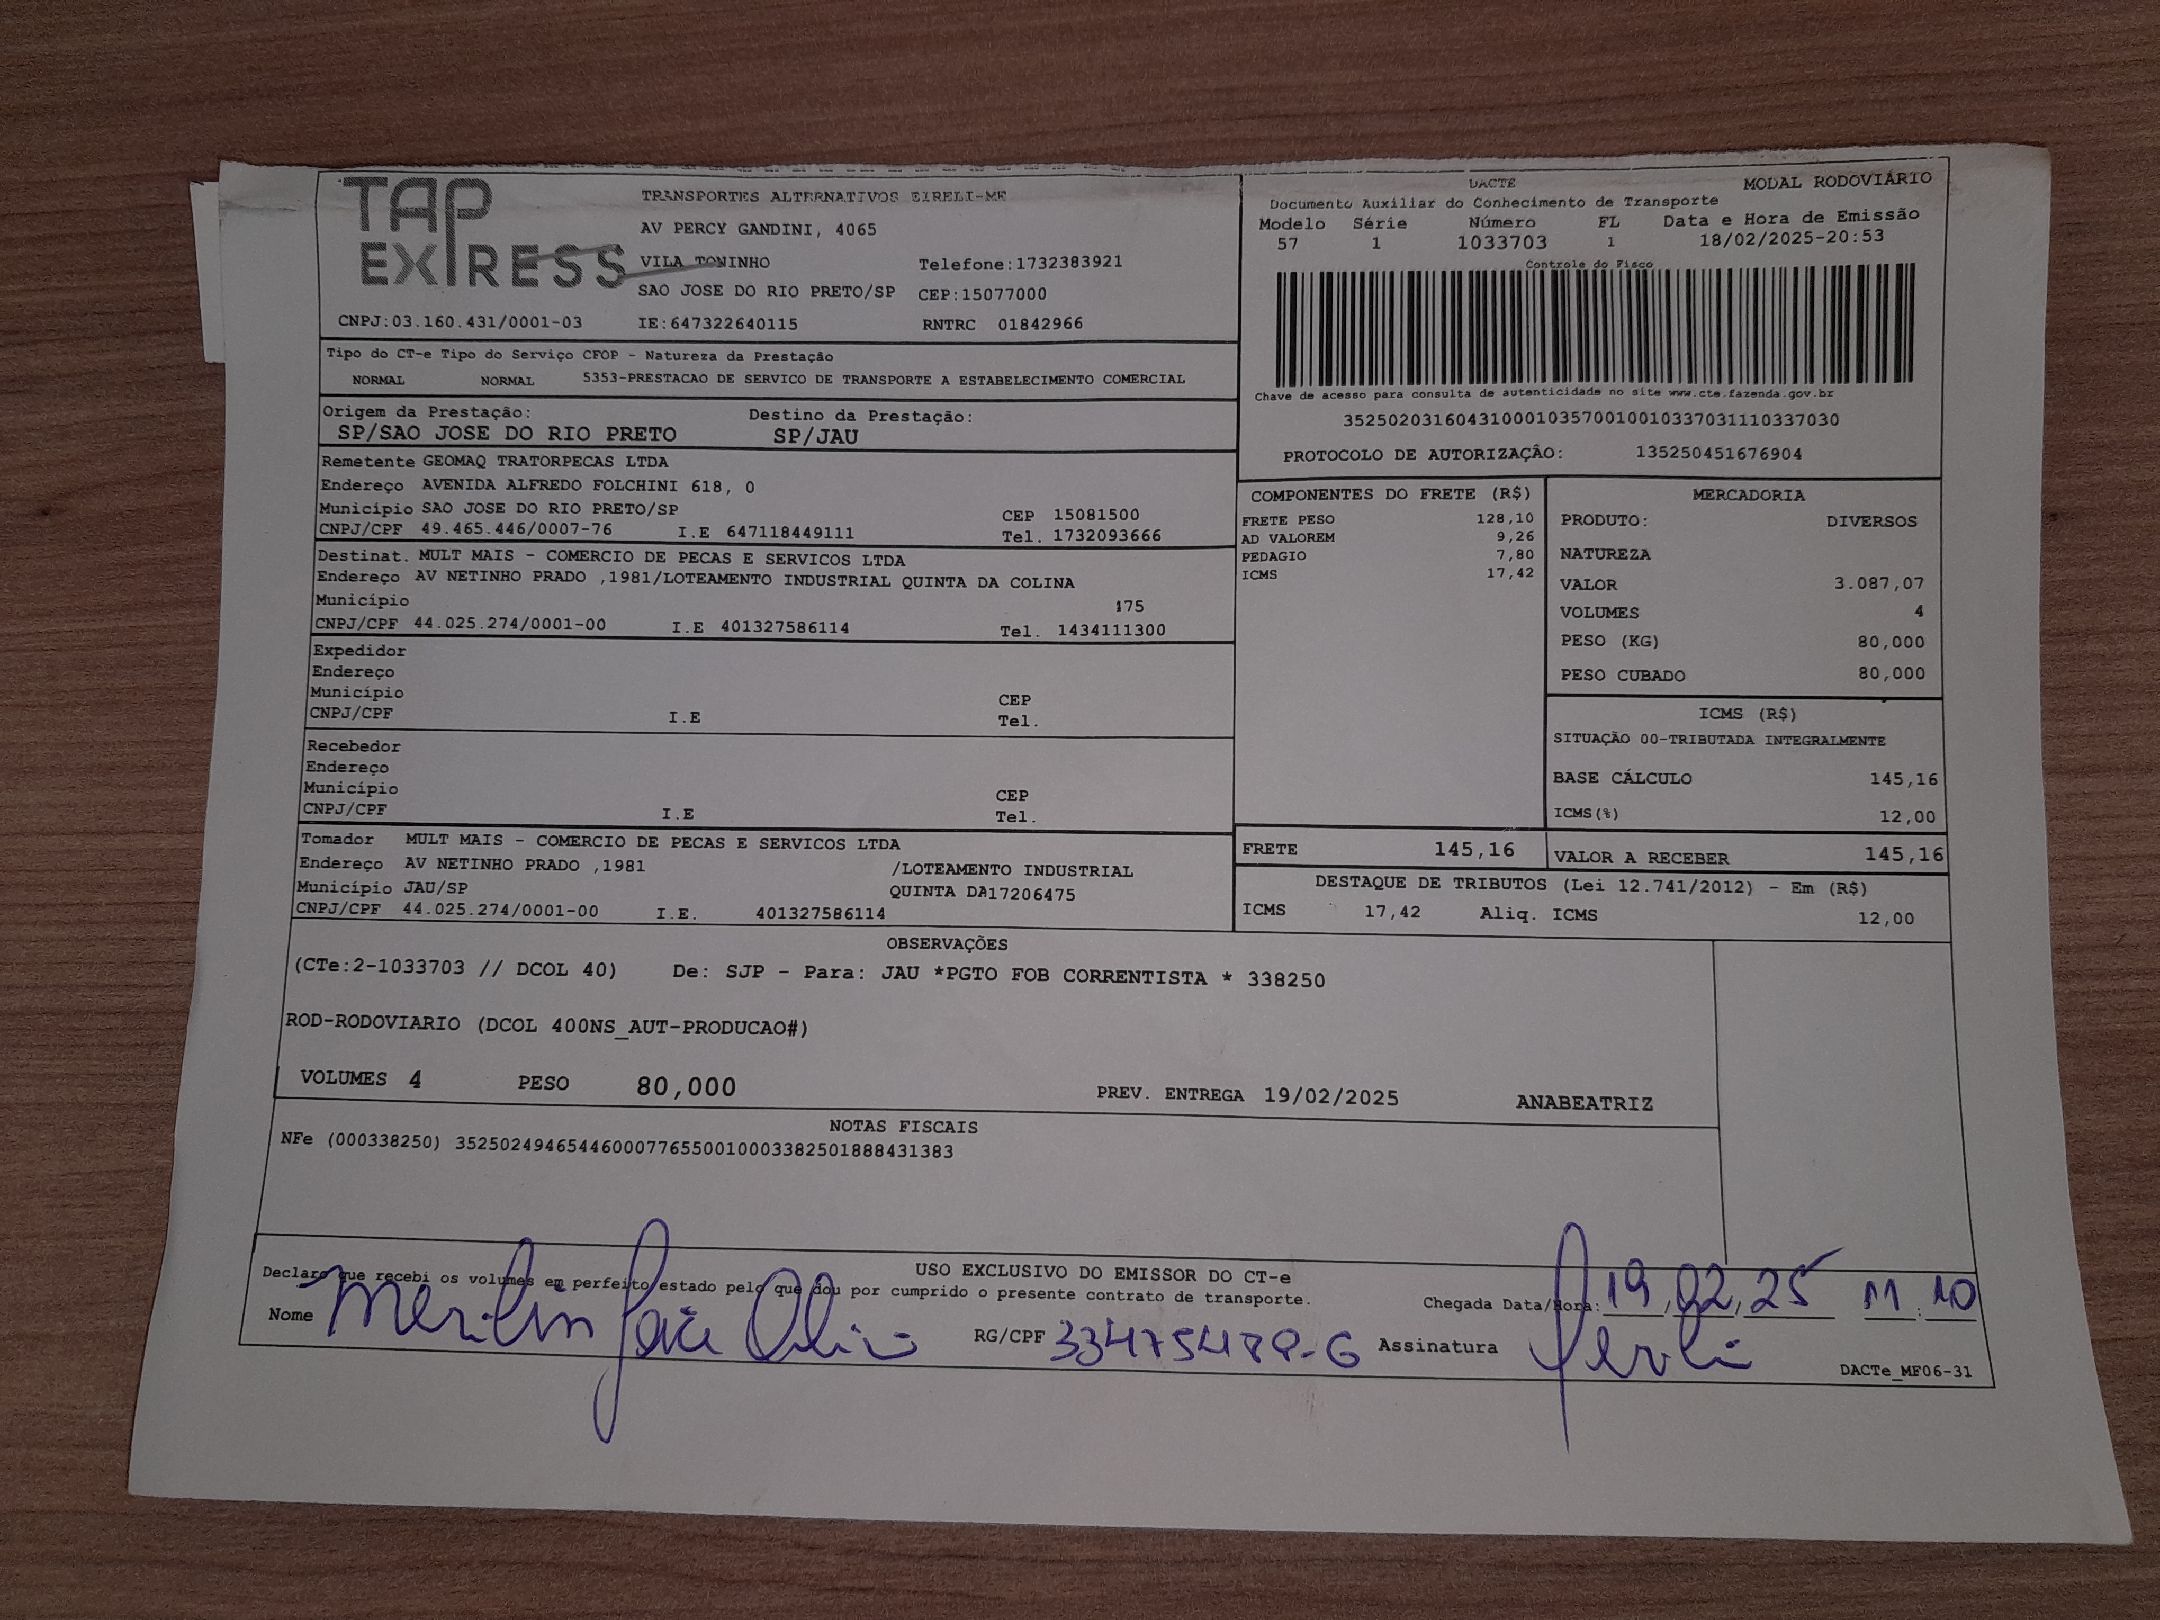 TAP
EXPRESS
TRANSPORTES ALTERNATIVOS EIRELI-ME
AV PERCY GANDINI, 4065
VILA TONINHO Telefone:1732383921
SAO JOSE DO RIO PRETO/SP CEP:15077000
CNPJ:03.160.431/0001-03 IE:647322640115 RNTRC 01842966
DACTE MODAL RODOVIÁRIO
Documento Auxiliar do Conhecimento de Transporte
Modelo Série Número FL Data e Hora de Emissão
57 1 1033703 1 18/02/2025-20:53
Controle do Fisco
Chave de acesso para consulta de autenticidade no site www.cte.fazenda.gov.br
35250203160431000103570010010337031110337030
PROTOCOLO DE AUTORIZAÇÃO: 135250451676904
Tipo do CT-e Tipo do Serviço CFOP - Natureza da Prestação
NORMAL NORMAL 5353-PRESTACAO DE SERVICO DE TRANSPORTE A ESTABELECIMENTO COMERCIAL
Origem da Prestação: Destino da Prestação:
SP/SAO JOSE DO RIO PRETO SP/JAU
Remetente GEOMAQ TRATORPECAS LTDA
Endereço AVENIDA ALFREDO FOLCHINI 618, 0
Município SAO JOSE DO RIO PRETO/SP CEP 15081500
CNPJ/CPF 49.465.446/0007-76 I.E 647118449111 Tel. 1732093666
Destinat. MULT MAIS - COMERCIO DE PECAS E SERVICOS LTDA
Endereço AV NETINHO PRADO ,1981/LOTEAMENTO INDUSTRIAL QUINTA DA COLINA
Município 175
CNPJ/CPF 44.025.274/0001-00 I.E 401327586114 Tel. 1434111300
Expedidor
Endereço
Município CEP
CNPJ/CPF I.E Tel.
Recebedor
Endereço
Município CEP
CNPJ/CPF I.E Tel.
Tomador MULT MAIS - COMERCIO DE PECAS E SERVICOS LTDA
Endereço AV NETINHO PRADO ,1981 /LOTEAMENTO INDUSTRIAL
Município JAU/SP QUINTA DA17206475
CNPJ/CPF 44.025.274/0001-00 I.E. 401327586114
COMPONENTES DO FRETE (R$)
FRETE PESO 128,10
AD VALOREM 9,26
PEDAGIO 7,80
ICMS 17,42
MERCADORIA
PRODUTO: DIVERSOS
NATUREZA
VALOR 3.087,07
VOLUMES 4
PESO (KG) 80,000
PESO CUBADO 80,000
ICMS (R$)
SITUAÇÃO 00-TRIBUTADA INTEGRALMENTE
BASE CÁLCULO 145,16
ICMS(%) 12,00
FRETE 145,16 VALOR A RECEBER 145,16
DESTAQUE DE TRIBUTOS (Lei 12.741/2012) - Em (R$)
ICMS 17,42 Aliq. ICMS 12,00
OBSERVAÇÕES
(CTe:2-1033703 // DCOL 40) De: SJP - Para: JAU *PGTO FOB CORRENTISTA * 338250
ROD-RODOVIARIO (DCOL 400NS_AUT-PRODUCAO#)
VOLUMES 4 PESO 80,000 PREV. ENTREGA 19/02/2025 ANABEATRIZ
NOTAS FISCAIS
NFe (000338250) 35250249465446000776550010003382501888431383
USO EXCLUSIVO DO EMISSOR DO CT-e
Declaro que recebi os volumes em perfeito estado pelo que dou por cumprido o presente contrato de transporte.
Chegada Data/Hora: 19/02/25 11:10
Nome RG/CPF 33475488-6 Assinatura
DACTe_MF06-31